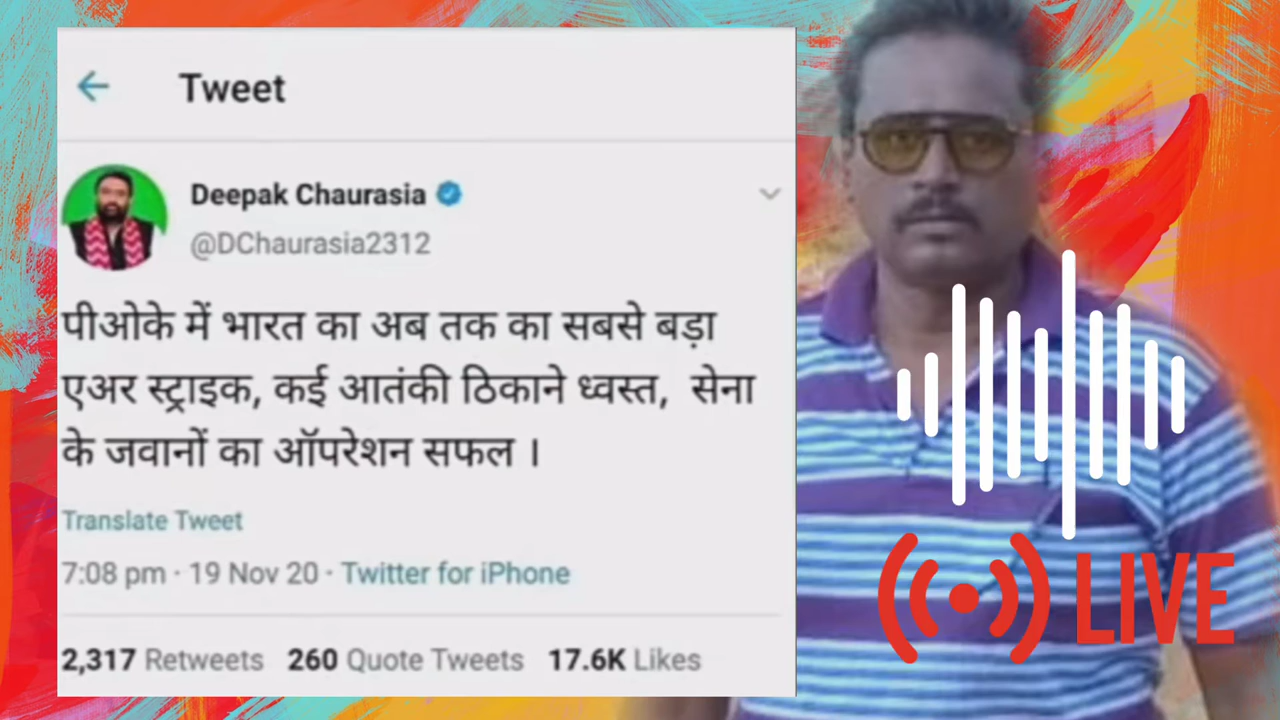 Tweet
Deepak Chaurasia
@DChaurasia2312
पीओके में भारत का अब तक का सबसे बड़ा
एअर स्ट्राइक, कई आतंकी ठिकाने ध्वस्त, सेना
के जवानों का ऑपरेशन सफल ।
Translate Tweet
7:08 pm · 19 Nov 20 · Twitter for iPhone
2,317 Retweets 260 Quote Tweets 17.6K Likes
LIVE